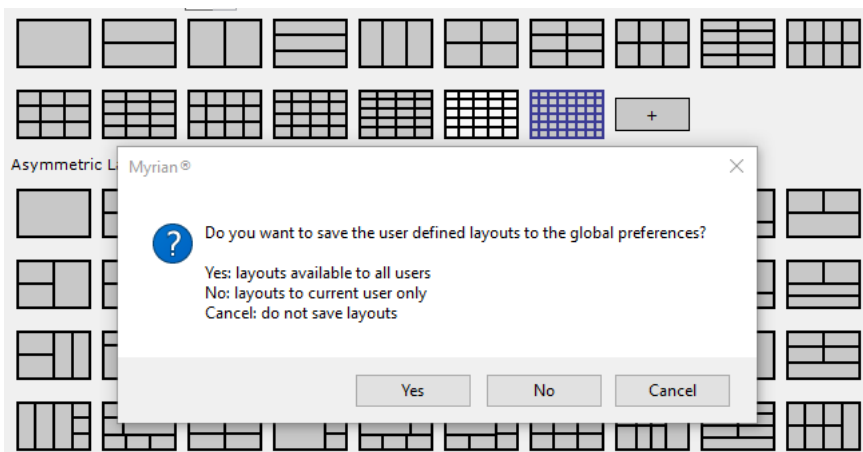 +
Asymmetric L
Myrian®
Do you want to save the user defined layouts to the global preferences?
Yes: layouts available to all users
No: layouts to current user only
Cancel: do not save layouts
Yes
No
Cancel